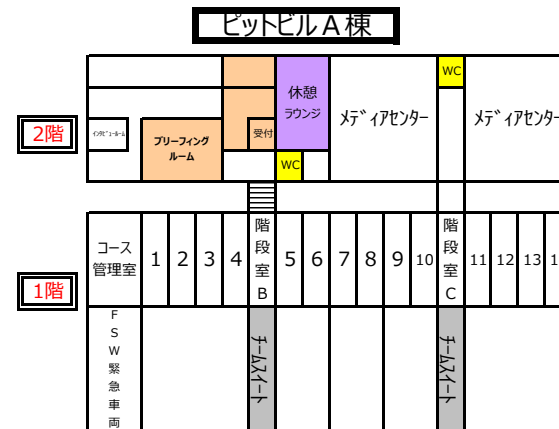 ピットビルA棟
WC
休憩
ラウンジ
メディアセンター
メディアセンター
2階
インタビュールーム
ブリーフィング
ルーム
受付
WC
コース
管理室
1
2
3
4
階段室B
5
6
7
8
9
10
階段室C
11
12
13
1階
FSW緊急車両
チームスイート
チームスイート